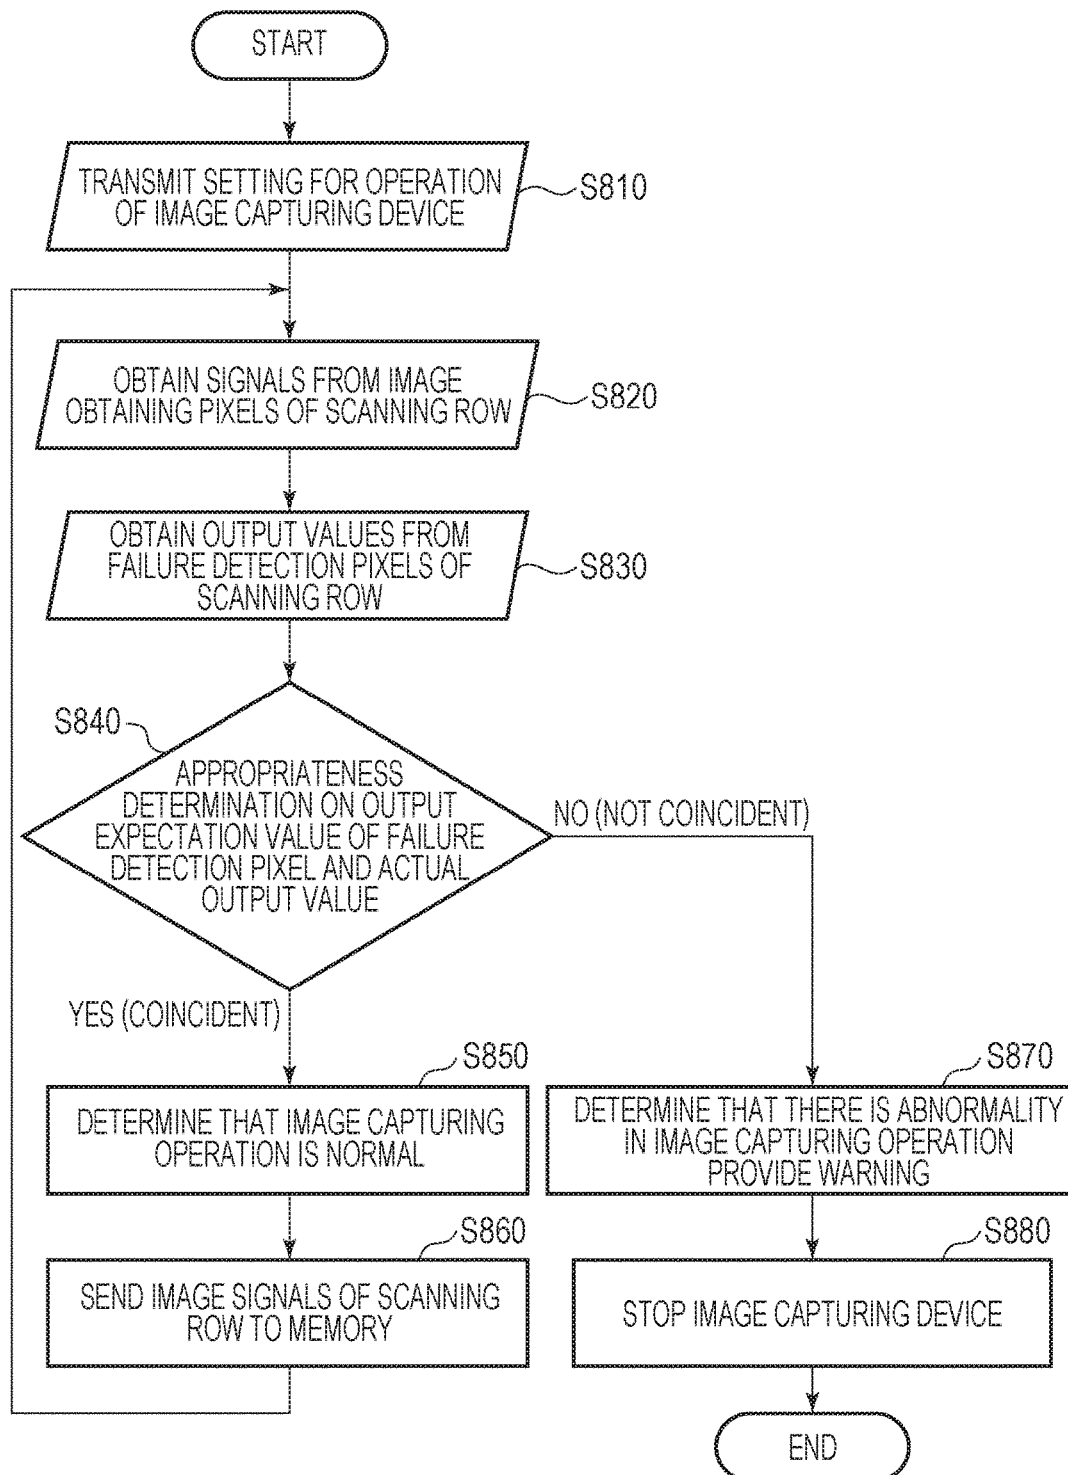 START
TRANSMIT SETTING FOR OPERATION
OF IMAGE CAPTURING DEVICE
S810
OBTAIN SIGNALS FROM IMAGE
OBTAINING PIXELS OF SCANNING ROW
S820
OBTAIN OUTPUT VALUES FROM
FAILURE DETECTION PIXELS OF
SCANNING ROW
S830
S840
APPROPRIATENESS
DETERMINATION ON OUTPUT
EXPECTATION VALUE OF FAILURE
DETECTION PIXEL AND ACTUAL
OUTPUT VALUE
NO (NOT COINCIDENT)
YES (COINCIDENT)
S850
DETERMINE THAT IMAGE CAPTURING
OPERATION IS NORMAL
S870
DETERMINE THAT THERE IS ABNORMALITY
IN IMAGE CAPTURING OPERATION
PROVIDE WARNING
S860
SEND IMAGE SIGNALS OF SCANNING
ROW TO MEMORY
S880
STOP IMAGE CAPTURING DEVICE
END